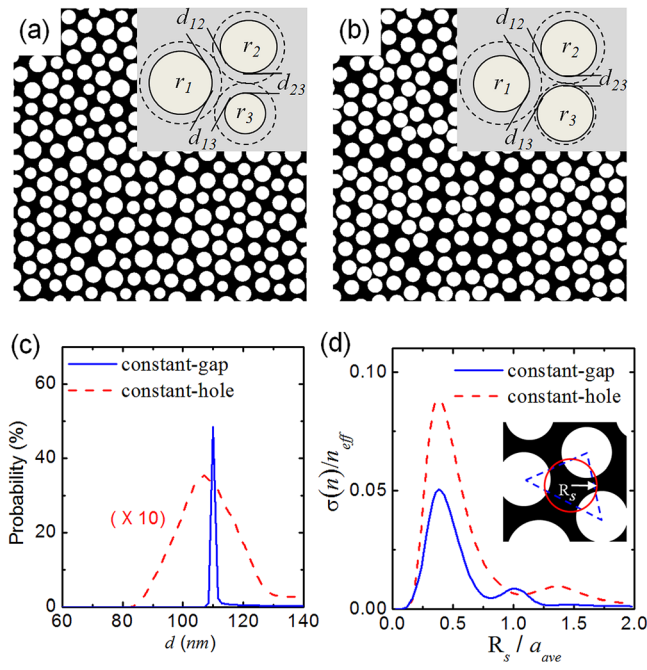 (a)
d12
r2
r1
d23
r3
d13
(b)
d12
r2
r1
d23
r3
d13
(c)
constant-gap
constant-hole
60
40
20
0
Probability (%)
( X 10)
60 80 100 120 140
d (nm)
(d)
constant-gap
constant-hole
0.10
0.05
0.00
σ(n)/neff
Rs
0.0 0.5 1.0 1.5 2.0
Rs / aave